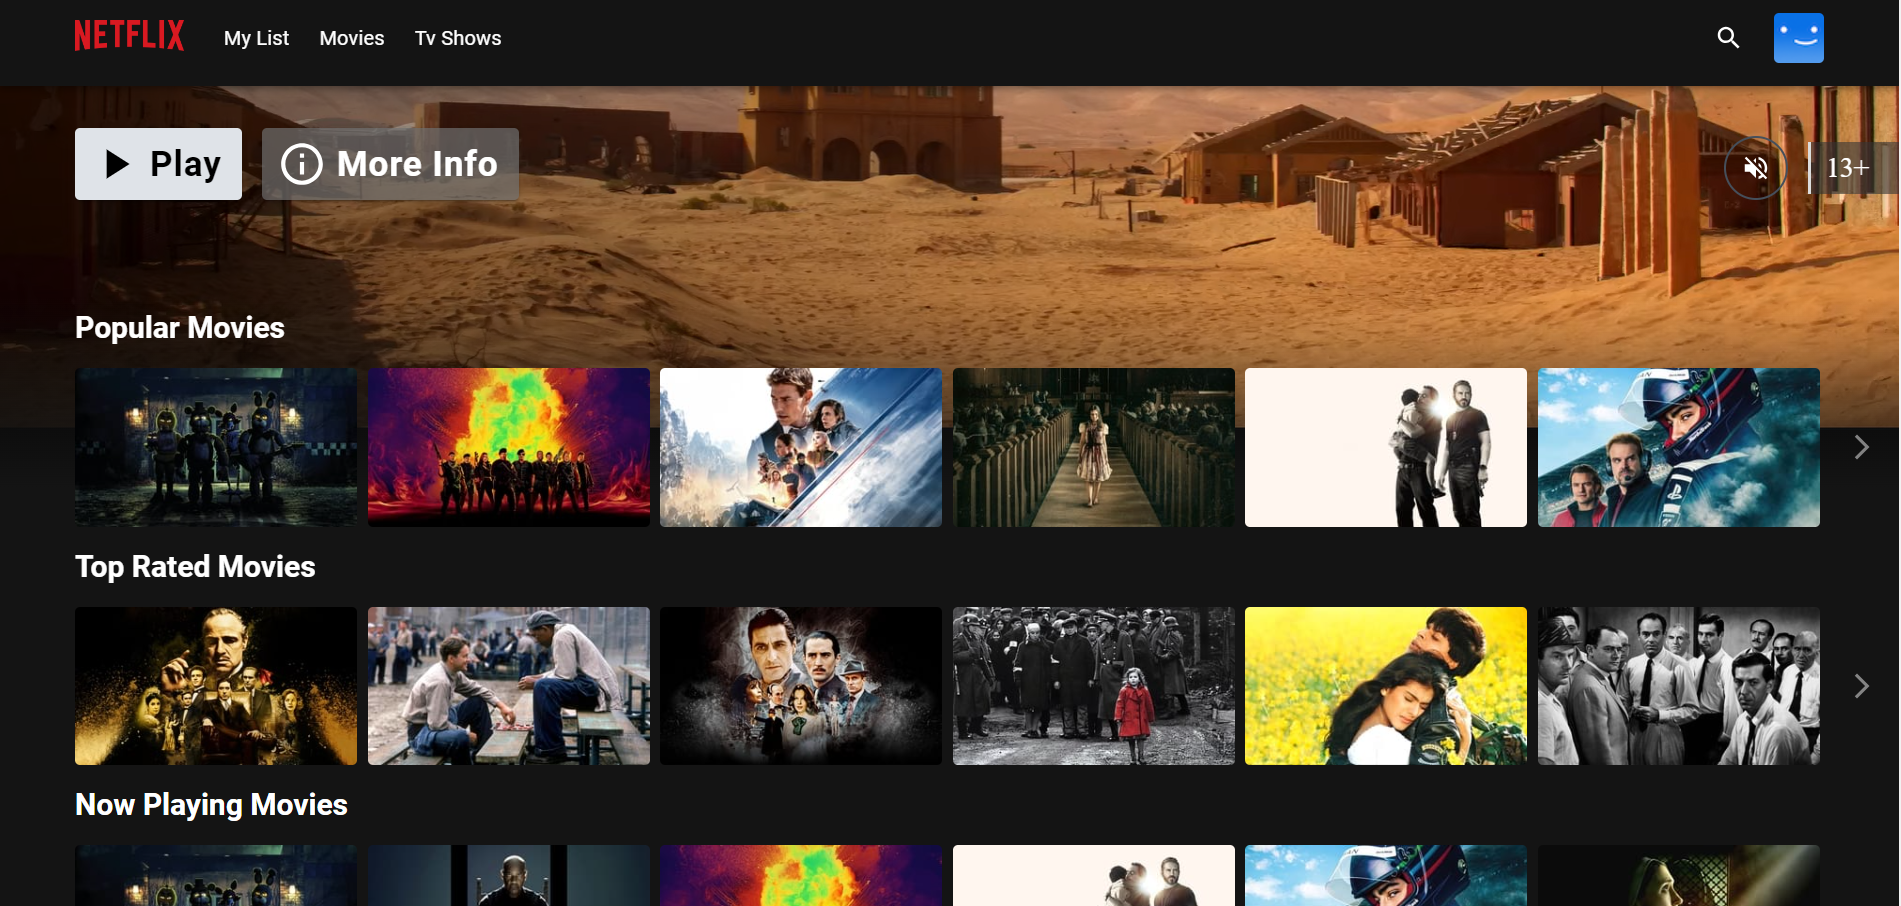 NETFLIX My List Movies Tv Shows
Play More Info 13+
Popular Movies
Top Rated Movies
Now Playing Movies